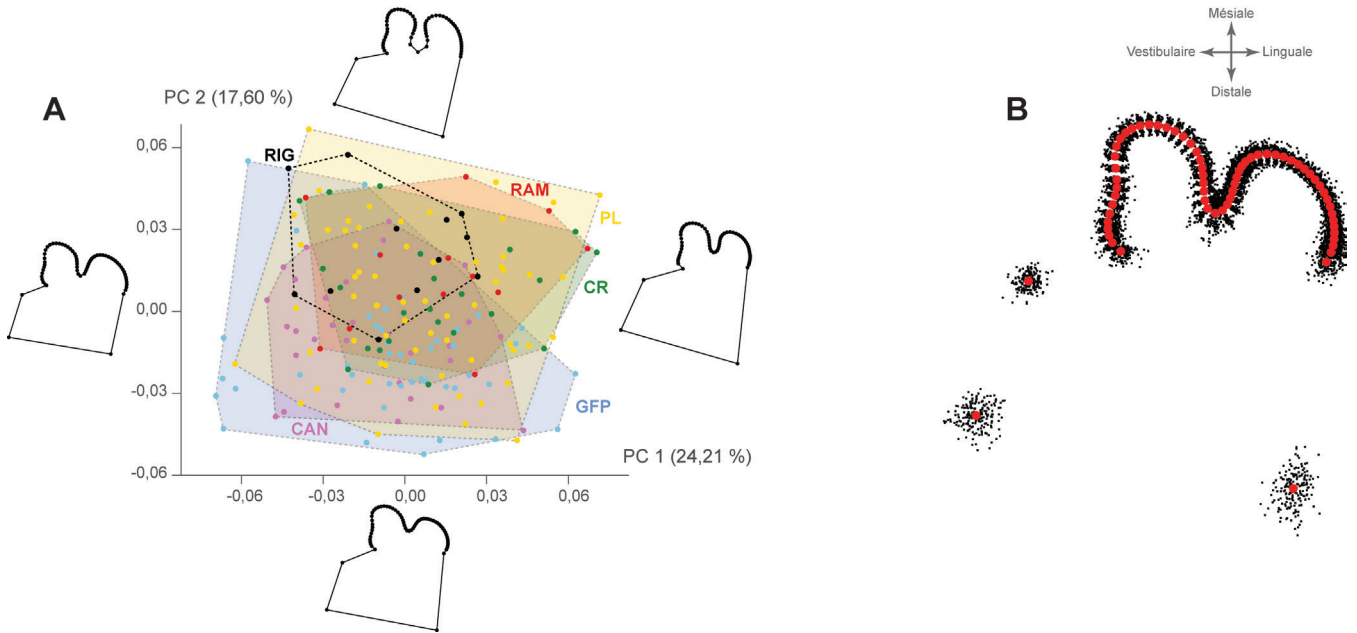 A
PC 2 (17,60 %)
0,06
0,03
0,00
-0,03
-0,06
-0,06
-0,03
0,00
0,03
0,06
PC 1 (24,21 %)
RIG
RAM
PL
CR
GFP
CAN
B
Mésiale
Vestibulaire
Linguale
Distale